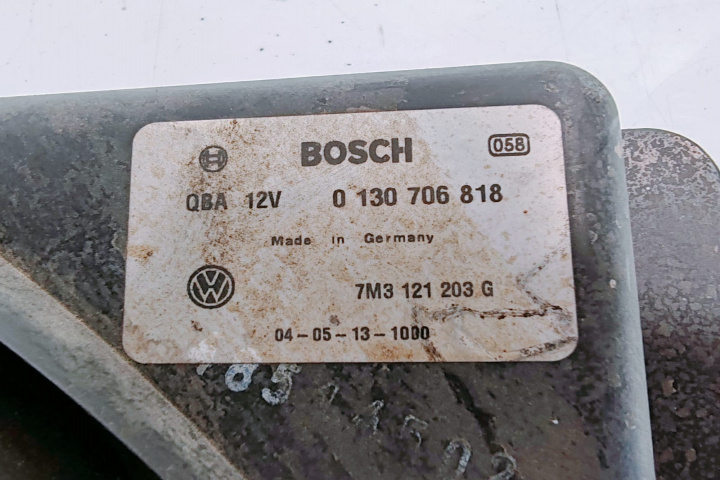 BOSCH 058
QBA 12V 0 130 706 818
Made in Germany
7M3 121 203 G
04-05-13-1000